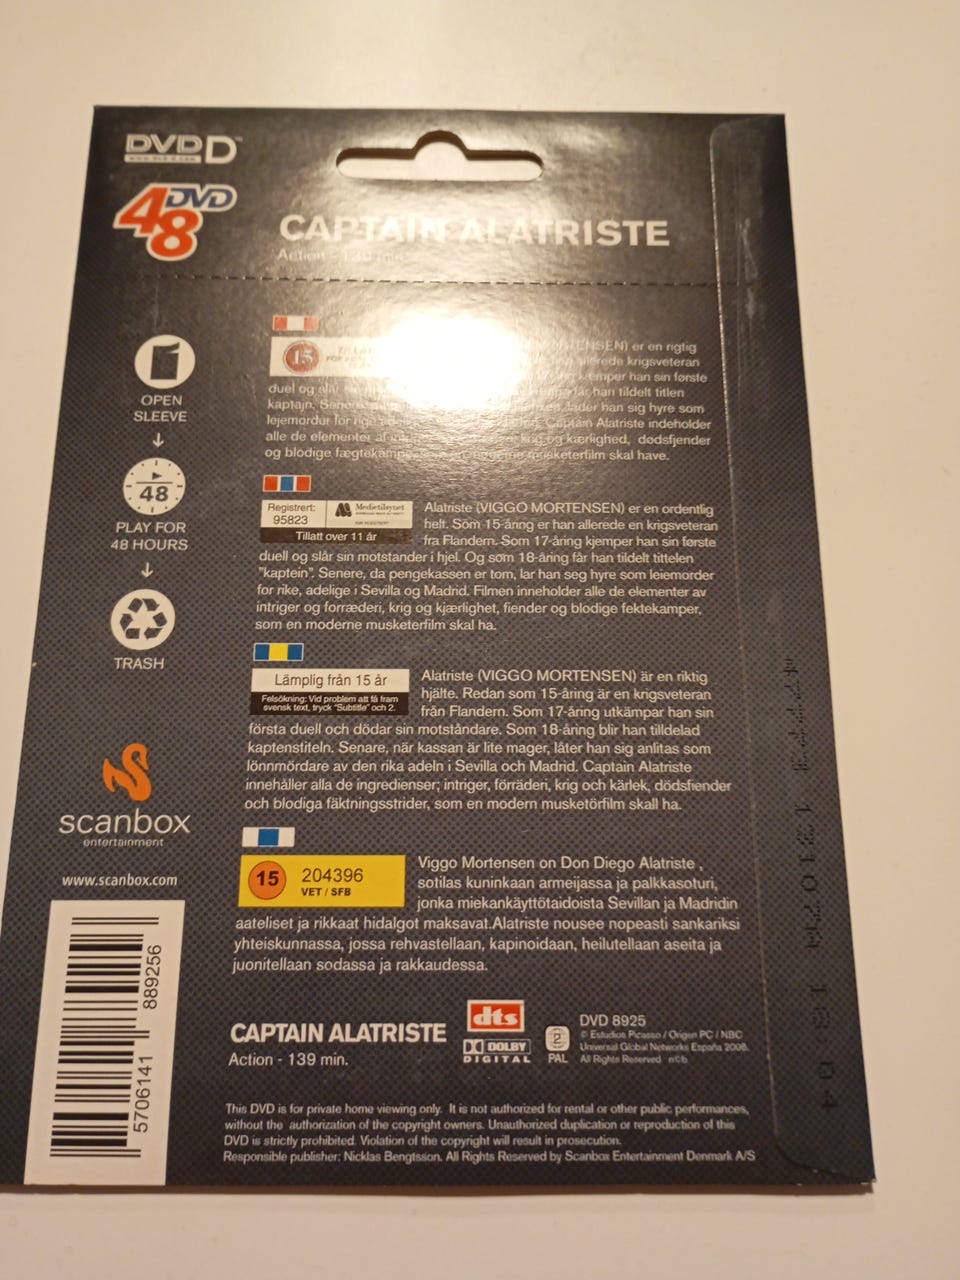 DVD D™
www.dvd-d.com
48 DVD
CAPTAIN ALATRISTE
Action - 139 min.
OPEN
SLEEVE
48
PLAY FOR
48 HOURS
TRASH
scanbox
entertainment
www.scanbox.com
15
er en rigtig
allerede krigsveteran
kæmper han sin første
duel og slår får han tildelt titlen
kaptajn. Senere, lader han sig hyre som
lejemorder for rige Captain Alatriste indeholder
alle de elementer af krig og kærlighed, dødsfjender
og blodige fægtekampe, musketerfilm skal have.
Registrert:
95823
Medietilsynet
Tillatt over 11 år
Alatriste (VIGGO MORTENSEN) er en ordentlig
helt. Som 15-åring er han allerede en krigsveteran
fra Flandern. Som 17-åring kjemper han sin første
duell og slår sin motstander i hjel. Og som 18-åring får han tildelt tittelen
"kaptein". Senere, da pengekassen er tom, lar han seg hyre som leiemorder
for rike, adelige i Sevilla og Madrid. Filmen inneholder alle de elementer av
intriger og forræderi, krig og kjærlighet, fiender og blodige fektekamper,
som en moderne musketerfilm skal ha.
Lämplig från 15 år
Felsökning: Vid problem att få fram
svensk text, tryck "Subtitle" och 2.
Alatriste (VIGGO MORTENSEN) är en riktig
hjälte. Redan som 15-åring är en krigsveteran
från Flandern. Som 17-åring utkämpar han sin
första duell och dödar sin motståndare. Som 18-åring blir han tilldelad
kaptenstiteln. Senare, när kassan är lite mager, låter han sig anlitas som
lönnmördare av den rika adeln i Sevilla och Madrid. Captain Alatriste
innehåller alla de ingredienser; intriger, förräderi, krig och kärlek, dödsfiender
och blodiga fäktningsstrider, som en modern musketörfilm skall ha.
15
204396
VET / SFB
Viggo Mortensen on Don Diego Alatriste ,
sotilas kuninkaan armeijassa ja palkkasoturi,
jonka miekankäyttötaidoista Sevillan ja Madridin
aateliset ja rikkaat hidalgot maksavat.Alatriste nousee nopeasti sankariksi
yhteiskunnassa, jossa rehvastellaan, kapinoidaan, heilutellaan aseita ja
juonitellaan sodassa ja rakkaudessa.
5706141 889256
CAPTAIN ALATRISTE
Action - 139 min.
dts
DOLBY
DIGITAL
2
PAL
DVD 8925
© Estudios Picasso / Origen PC / NBC
Universal Global Networks España 2006.
All Rights Reserved ncb
This DVD is for private home viewing only. It is not authorized for rental or other public performances,
without the authorization of the copyright owners. Unauthorized duplication or reproduction of this
DVD is strictly prohibited. Violation of the copyright will result in prosecution.
Responsible publisher: Nicklas Bengtsson. All Rights Reserved by Scanbox Entertainment Denmark A/S